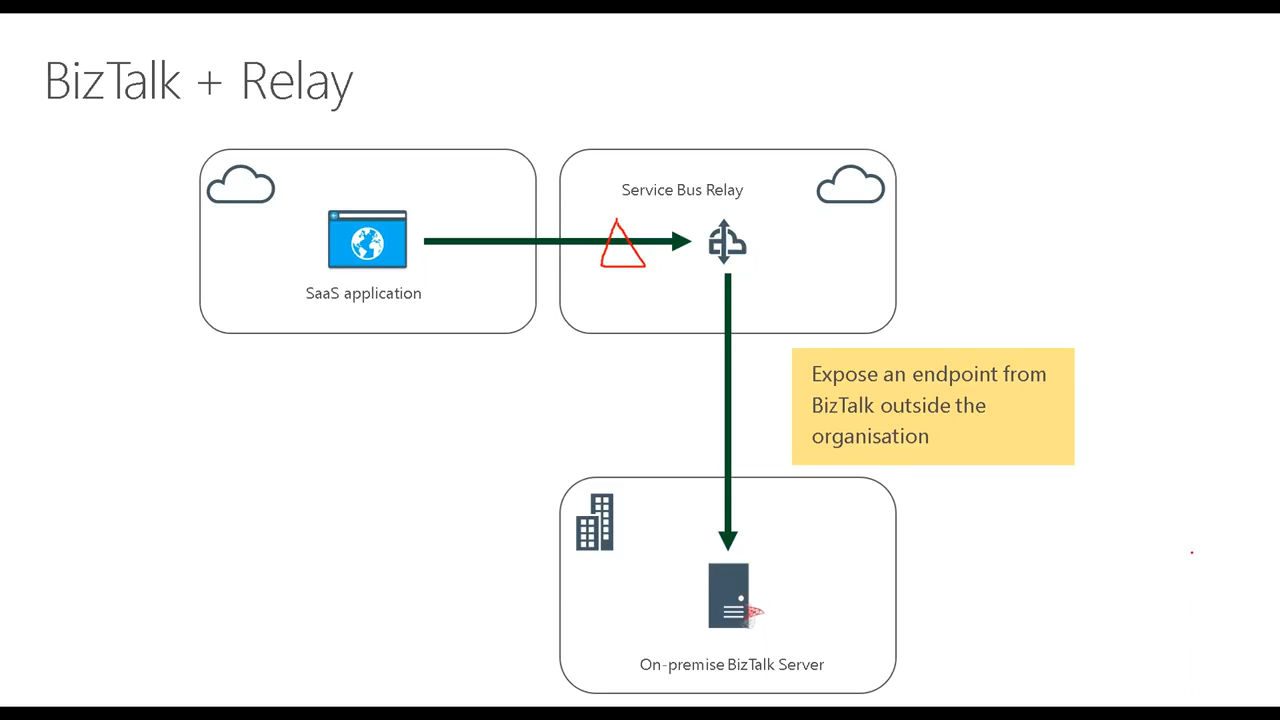 BizTalk + Relay
Service Bus Relay
SaaS application
Expose an endpoint from
BizTalk outside the
organisation
On-premise BizTalk Server